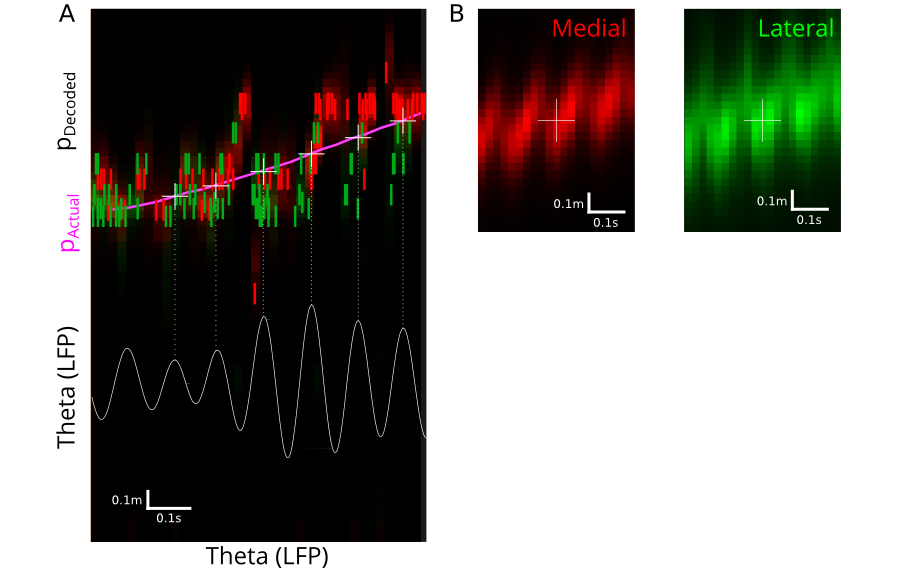 A
pDecoded
pActual
Theta (LFP)
0.1m
0.1s
Theta (LFP)
B
Medial
0.1m
0.1s
Lateral
0.1m
0.1s